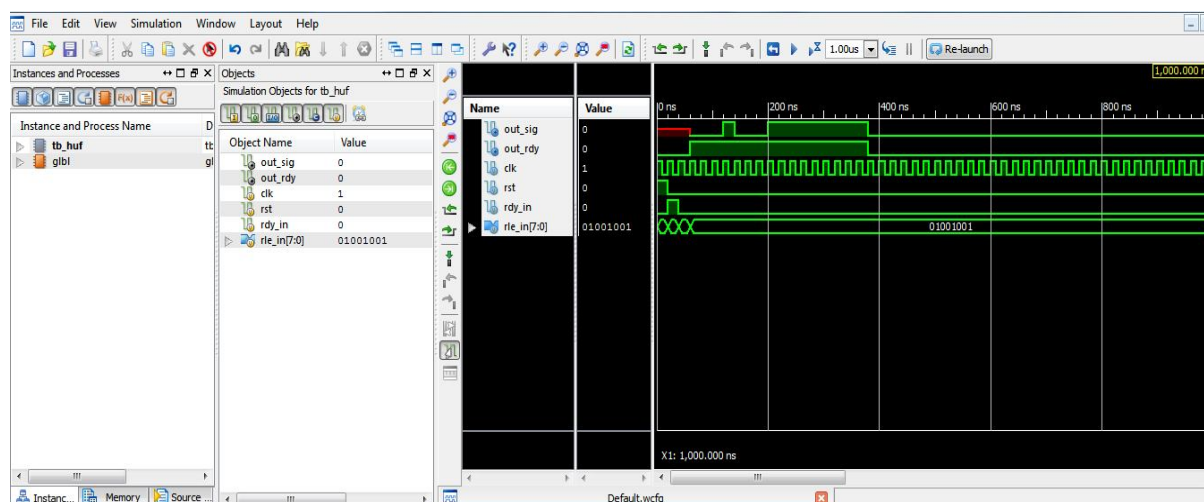 File Edit View Simulation Window Layout Help
1.00us Re-launch
Instances and Processes
Instance and Process Name D
tb_huf tb
glbl gl
Instanc... Memory Source ...
Objects
Simulation Objects for tb_huf
Object Name Value
out_sig 0
out_rdy 0
clk 1
rst 0
rdy_in 0
rle_in[7:0] 01001001
Name Value
out_sig 0
out_rdy 0
clk 1
rst 0
rdy_in 0
rle_in[7:0] 01001001
1,000.000 n
0 ns 200 ns 400 ns 600 ns 800 ns
01001001
X1: 1,000.000 ns
Default.wcfg